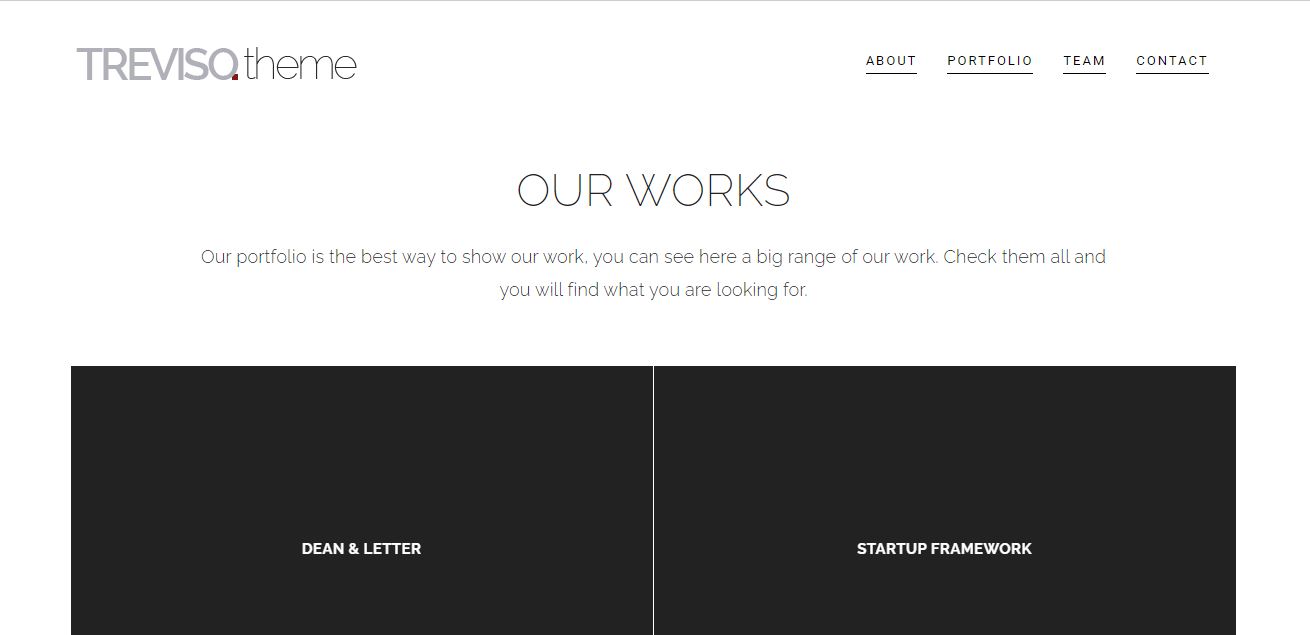 TREVISO.theme
ABOUT PORTFOLIO TEAM CONTACT
OUR WORKS
Our portfolio is the best way to show our work, you can see here a big range of our work. Check them all and
you will find what you are looking for.
DEAN & LETTER
STARTUP FRAMEWORK